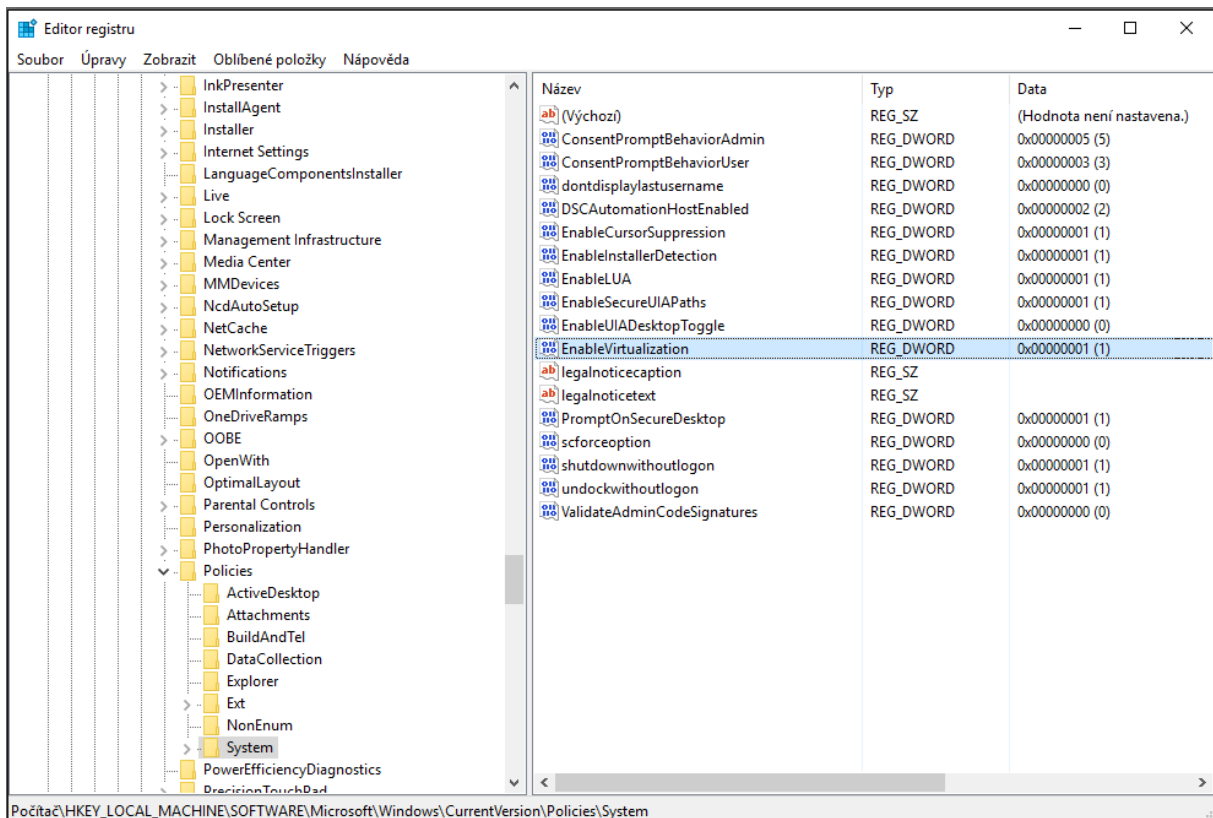 Editor registru
Soubor Úpravy Zobrazit Oblíbené položky Nápověda
InkPresenter
InstallAgent
Installer
Internet Settings
LanguageComponentsInstaller
Live
Lock Screen
Management Infrastructure
Media Center
MMDevices
NcdAutoSetup
NetCache
NetworkServiceTriggers
Notifications
OEMInformation
OneDriveRamps
OOBE
OpenWith
OptimalLayout
Parental Controls
Personalization
PhotoPropertyHandler
Policies
ActiveDesktop
Attachments
BuildAndTel
DataCollection
Explorer
Ext
NonEnum
System
PowerEfficiencyDiagnostics
PrecisionTouchPad
Název Typ Data
(Výchozí) REG_SZ (Hodnota není nastavena.)
ConsentPromptBehaviorAdmin REG_DWORD 0x00000005 (5)
ConsentPromptBehaviorUser REG_DWORD 0x00000003 (3)
dontdisplaylastusername REG_DWORD 0x00000000 (0)
DSCAutomationHostEnabled REG_DWORD 0x00000002 (2)
EnableCursorSuppression REG_DWORD 0x00000001 (1)
EnableInstallerDetection REG_DWORD 0x00000001 (1)
EnableLUA REG_DWORD 0x00000001 (1)
EnableSecureUIAPaths REG_DWORD 0x00000001 (1)
EnableUIADesktopToggle REG_DWORD 0x00000000 (0)
EnableVirtualization REG_DWORD 0x00000001 (1)
legalnoticecaption REG_SZ
legalnoticetext REG_SZ
PromptOnSecureDesktop REG_DWORD 0x00000001 (1)
scforceoption REG_DWORD 0x00000000 (0)
shutdownwithoutlogon REG_DWORD 0x00000001 (1)
undockwithoutlogon REG_DWORD 0x00000001 (1)
ValidateAdminCodeSignatures REG_DWORD 0x00000000 (0)
Počítač\HKEY_LOCAL_MACHINE\SOFTWARE\Microsoft\Windows\CurrentVersion\Policies\System